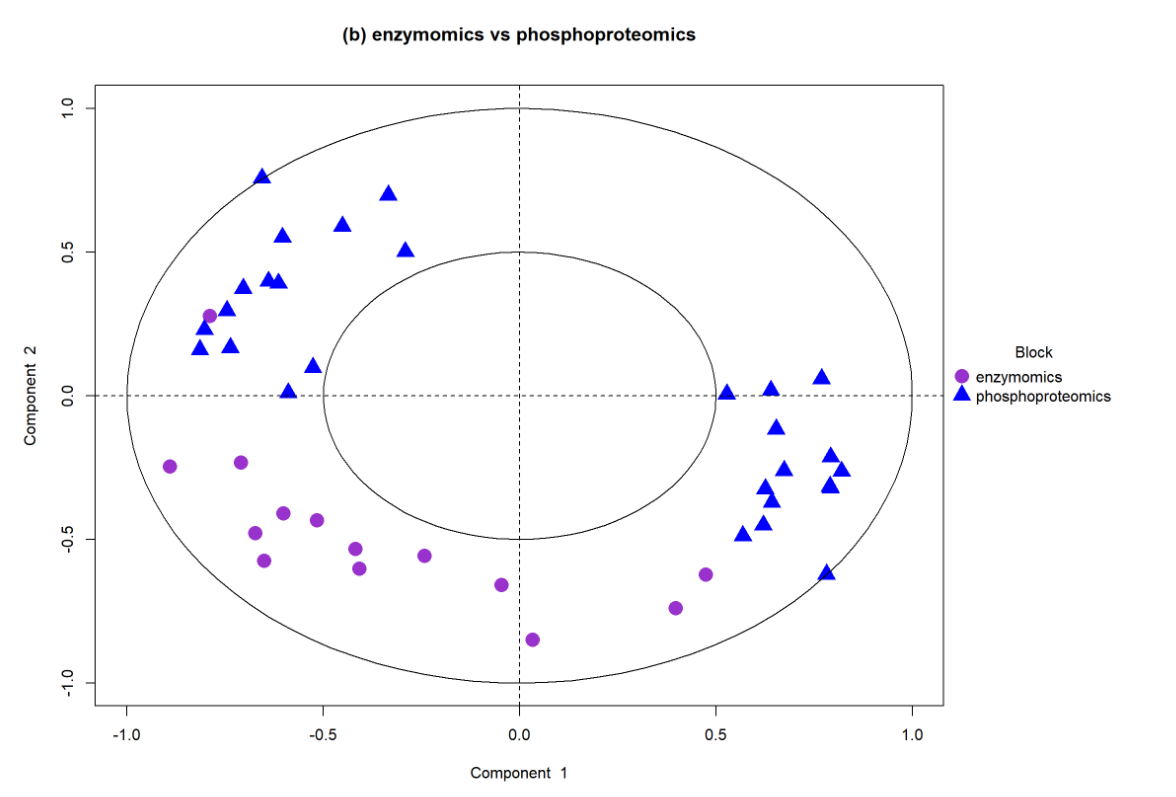 (b) enzymomics vs phosphoproteomics
1.0
0.5
0.0
-0.5
-1.0
Component 2
-1.0 -0.5 0.0 0.5 1.0
Component 1
Block
enzymomics
phosphoproteomics